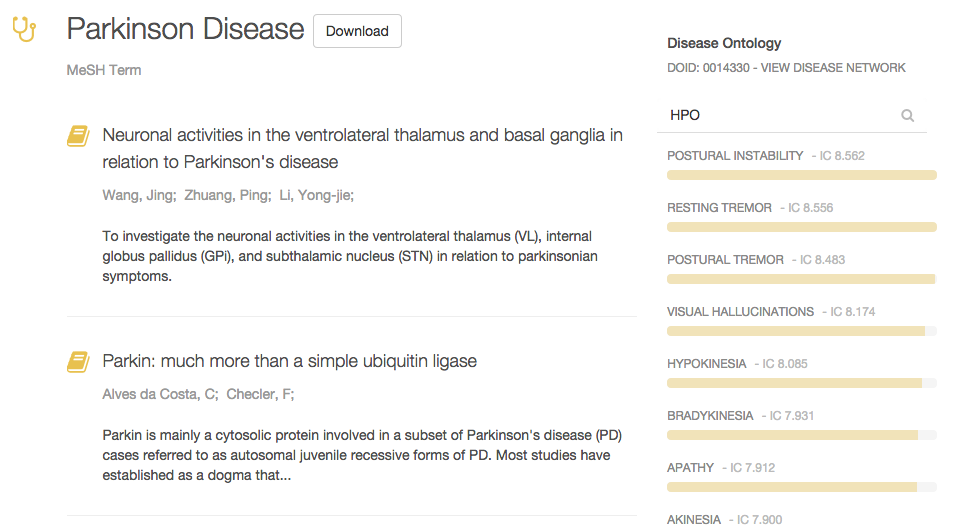 Parkinson Disease
Download
MeSH Term
Neuronal activities in the ventrolateral thalamus and basal ganglia in
relation to Parkinson's disease
Wang, Jing; Zhuang, Ping; Li, Yong-jie;
To investigate the neuronal activities in the ventrolateral thalamus (VL), internal
globus pallidus (GPi), and subthalamic nucleus (STN) in relation to parkinsonian
symptoms.
Parkin: much more than a simple ubiquitin ligase
Alves da Costa, C; Checler, F;
Parkin is mainly a cytosolic protein involved in a subset of Parkinson's disease (PD)
cases referred to as autosomal juvenile recessive forms of PD. Most studies have
established as a dogma that...
Disease Ontology
DOID: 0014330 - VIEW DISEASE NETWORK
HPO
POSTURAL INSTABILITY - IC 8.562
RESTING TREMOR - IC 8.556
POSTURAL TREMOR - IC 8.483
VISUAL HALLUCINATIONS - IC 8.174
HYPOKINESIA - IC 8.085
BRADYKINESIA - IC 7.931
APATHY - IC 7.912
AKINESIA - IC 7.900